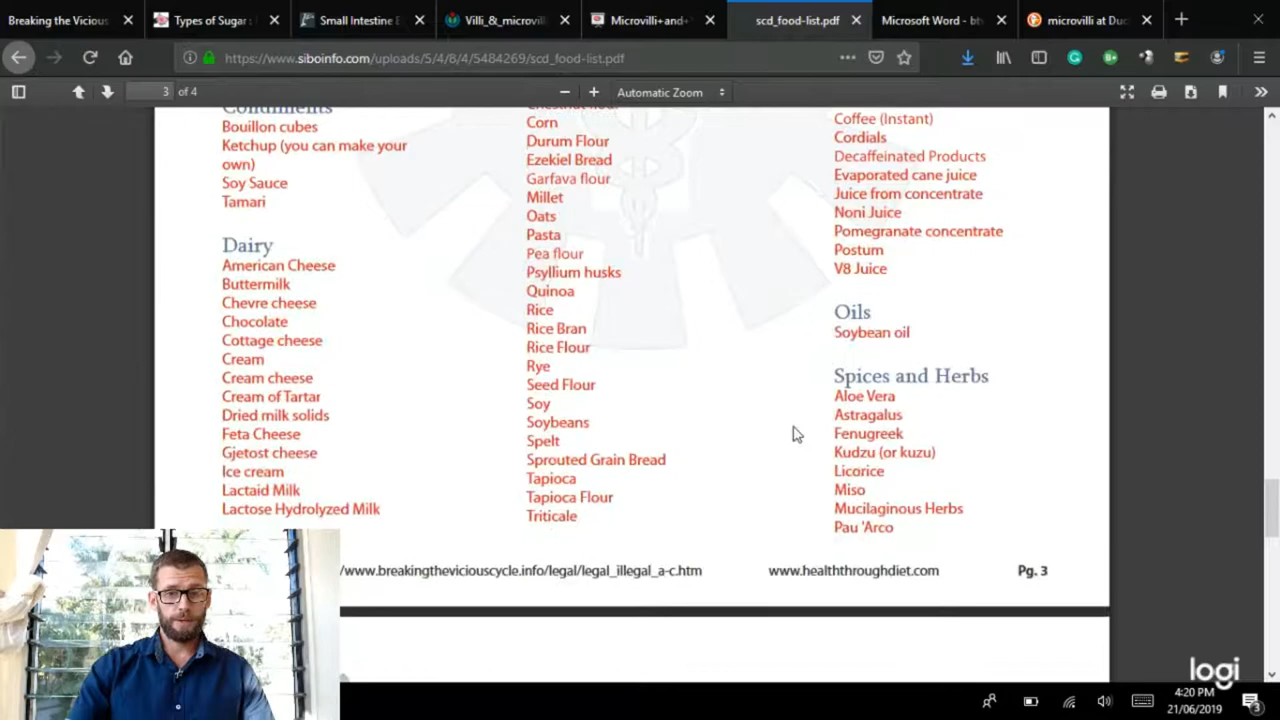 Breaking the Vicious
Types of Sugar
Small Intestine
Villi_&_microvill
Microvilli+and+
scd_food-list.pdf
Microsoft Word - bt
microvilli at Du
https://www.siboinfo.com/uploads/5/4/8/4/5484269/scd_food-list.pdf
3 of 4
Automatic Zoom
Condiments
Bouillon cubes
Ketchup (you can make your
own)
Soy Sauce
Tamari
Dairy
American Cheese
Buttermilk
Chevre cheese
Chocolate
Cottage cheese
Cream
Cream cheese
Cream of Tartar
Dried milk solids
Feta Cheese
Gjetost cheese
Ice cream
Lactaid Milk
Lactose Hydrolyzed Milk
Chestnut flour
Corn
Durum Flour
Ezekiel Bread
Garfava flour
Millet
Oats
Pasta
Pea flour
Psyllium husks
Quinoa
Rice
Rice Bran
Rice Flour
Rye
Seed Flour
Soy
Soybeans
Spelt
Sprouted Grain Bread
Tapioca
Tapioca Flour
Triticale
Coffee (Instant)
Cordials
Decaffeinated Products
Evaporated cane juice
Juice from concentrate
Noni Juice
Pomegranate concentrate
Postum
V8 Juice
Oils
Soybean oil
Spices and Herbs
Aloe Vera
Astragalus
Fenugreek
Kudzu (or kuzu)
Licorice
Miso
Mucilaginous Herbs
Pau 'Arco
/www.breakingtheviciouscycle.info/legal/legal_illegal_a-c.htm
www.healththroughdiet.com
Pg. 3
logi
4:20 PM
21/06/2019
3